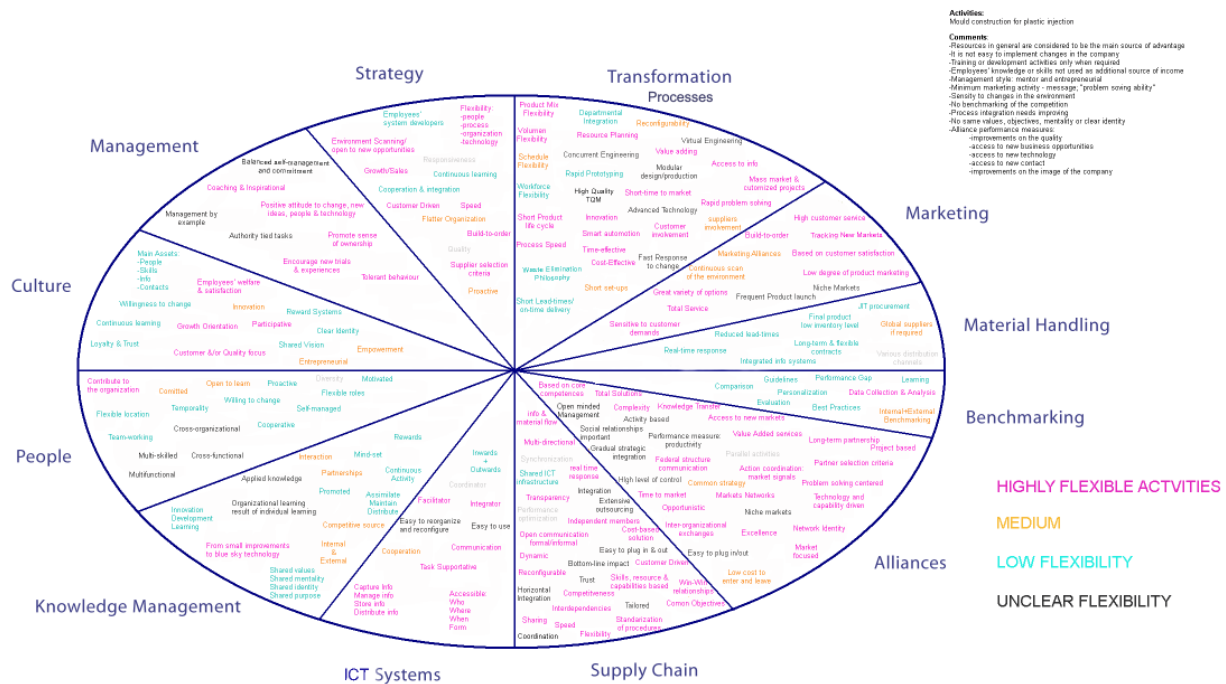 Activities:
Mould construction for plastic injection
Comments:
-Resources in general are considered to be the main source of advantage
-It is not easy to implement changes in the company
-Training or development activities only when required
-Employees' knowledge or skills not used as additional source of income
-Management style: mentor and entrepreneurial
-Minimum marketing activity - message; "problem soving ability"
-Sensity to changes in the environment
-No benchmarking of the competition
-Process integration needs improving
-No same values, objectives, mentality or clear identity
-Alliance performance measures:
-improvements on the quality
-access to new business opportunities
-access to new technology
-access to new contact
-improvements on the image of the company
Strategy
Employees'
system developers
Flexibility:
-people
-process
-organization
-technology
Environment Scanning/
open to new opportunities
Responsiveness
Growth/Sales
Continuous learning
Cooperation & integration
Customer Driven
Speed
Flatter Organization
Build-to-order
Quality
Supplier selection
criteria
Proactive
Transformation
Processes
Product Mix
Flexibility
Departmental
Integration
Reconfigurability
Volumen
Flexibility
Resource Planning
Virtual Engineering
Value adding
Schedule
Flexibility
Concurrent Engineering
Access to info
Modular
design/production
Rapid Prototyping
Mass market &
cutomized projects
Workforce
Flexibility
High Quality
TQM
Short-time to market
Rapid problem solving
Advanced Technology
suppliers
involvement
Short Product
life cycle
Innovation
Customer
involvement
Smart automation
Process Speed
Time-effective
Fast Response
to change
Cost-Effective
Waste Elimination
Philosophy
Short set-ups
Short Lead-times/
on-time delivery
Management
Balanced self-management
and commitment
Coaching & Inspirational
Positive attitude to change, new
ideas, people & technology
Management by
example
Authority tied tasks
Promote sense
of ownership
Encourage new trials
& experiences
Tolerant behaviour
Marketing
High customer service
Build-to-order
Tracking New Markets
Marketing Alliances
Based on customer satisfaction
Continuous scan
of the environment
Low degree of product marketing
Niche Markets
Great variety of options
Frequent Product launch
Total Service
Sensitive to customer
demands
Culture
Main Assets:
-People
-Skills
-Info
-Contacts
Employees' welfare
& satisfaction
Willingness to change
Innovation
Reward Systems
Continuous learning
Growth Orientation
Participative
Clear Identity
Loyalty & Trust
Shared Vision
Customer &/or Quality focus
Empowerment
Entrepreneurial
Material Handling
JIT procurement
Final product
low inventory level
Global suppliers
if required
Reduced lead-times
Long-term & flexible
contracts
Real-time response
Various distribution
channels
Integrated info systems
People
Contribute to
the organization
Comitted
Open to learn
Proactive
Diversity
Motivated
Flexible roles
Willing to change
Temporality
Self-managed
Flexible location
Cooperative
Cross-organizational
Team-working
Multi-skilled
Cross-functional
Multifunctional
Benchmarking
Guidelines
Performance Gap
Learning
Comparison
Personalization
Data Collection & Analysis
Evaluation
Best Practices
Internal+External
Benchmarking
Knowledge Management
Rewards
Interaction
Mind-set
Partnerships
Continuous
Activity
Applied knowledge
Promoted
Assimilate
Maintain
Distribute
Organizational learning
result of individual learning
Innovation
Development
Learning
Competitive source
From small improvements
to blue sky technology
Internal
&
External
Shared values
Shared mentality
Shared identity
Shared purpose
ICT Systems
Inwards
+
Outwards
Coordinator
Facilitator
Integrator
Easy to reorganize
and reconfigure
Easy to use
Cooperation
Communication
Task Supportative
Capture Info
Manage info
Store info
Distribute info
Accessible:
Who
Where
When
Form
Supply Chain
Based on core
competences
Total Solutions
info &
material flow
Open minded
Management
Multi-directional
Social relationships
important
Synchronization
Shared ICT
infrastructure
real time
response
Transparency
Integration
Performance
optimization
Extensive
outsourcing
Independent members
Open communication
formal/informal
Cost-based
solution
Dynamic
Easy to plug in & out
Bottom-line impact
Customer Driven
Reconfigurable
Trust
Skills, resource &
capabilities based
Win-Win
relationships
Horizontal
Integration
Competitveness
Interdependencies
Tailored
Comon Objectives
Sharing
Speed
Standarization
of procedures
Coordination
Flexibility
Alliances
Complexity
Knowledge Transfer
Activity based
Access to new markets
Gradual strategic
integration
Performance measure:
productivity
Value Added services
Long-term partnership
Project based
Federal structure
communication
Parallel activities
Partner selection criteria
High level of control
Action coordination:
market signals
Common strategy
Problem solving centered
Time to market
Markets Networks
Technology and
capability driven
Opportunistic
Niche markets
Inter-organizational
exchanges
Excellence
Network Identity
Easy to plug in/out
Market
focused
Low cost to
enter and leave
HIGHLY FLEXIBLE ACTVITIES
MEDIUM
LOW FLEXIBILITY
UNCLEAR FLEXIBILITY